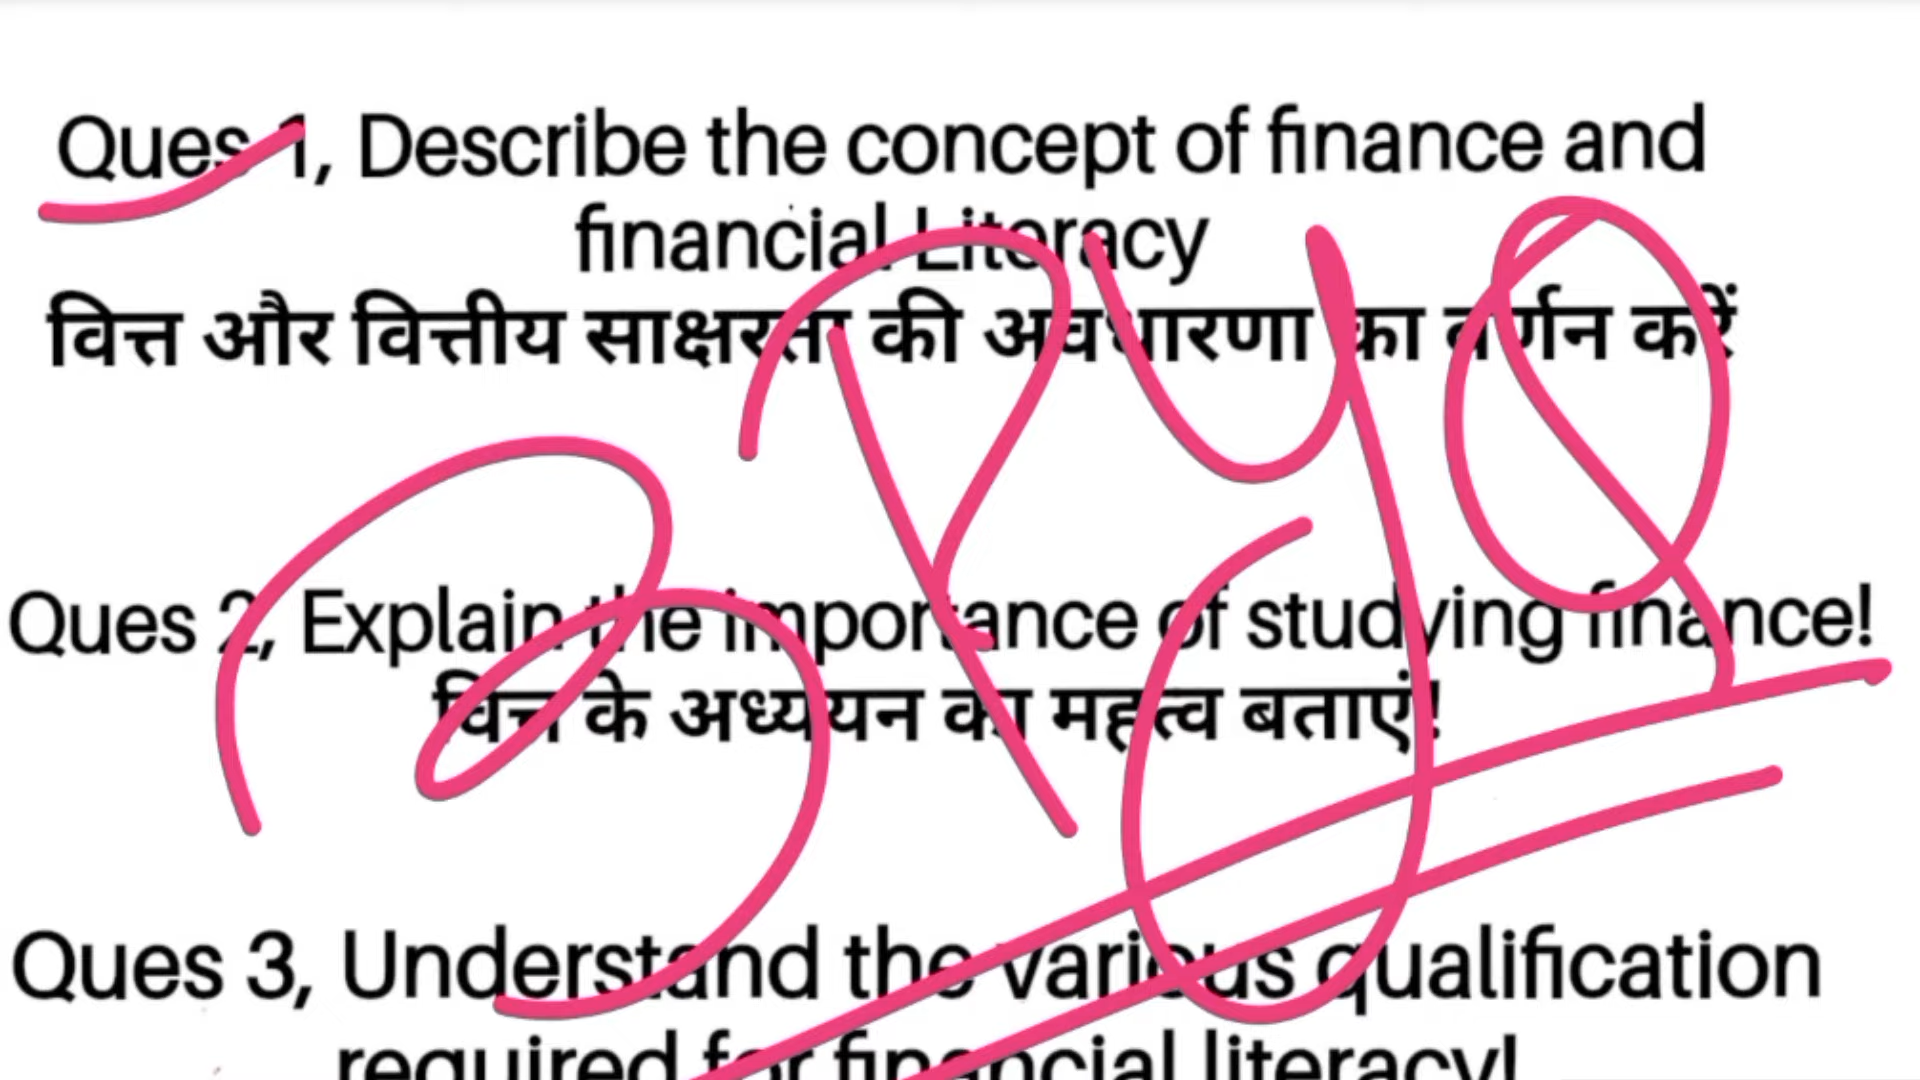 Ques 1, Describe the concept of finance and
financial Literacy
वित्त और वित्तीय साक्षरता की अवधारणा का वर्णन करें
Ques 2, Explain the importance of studying finance!
वित्त के अध्ययन का महत्व बताएं!
Ques 3, Understand the various qualification
required for financial literacy!